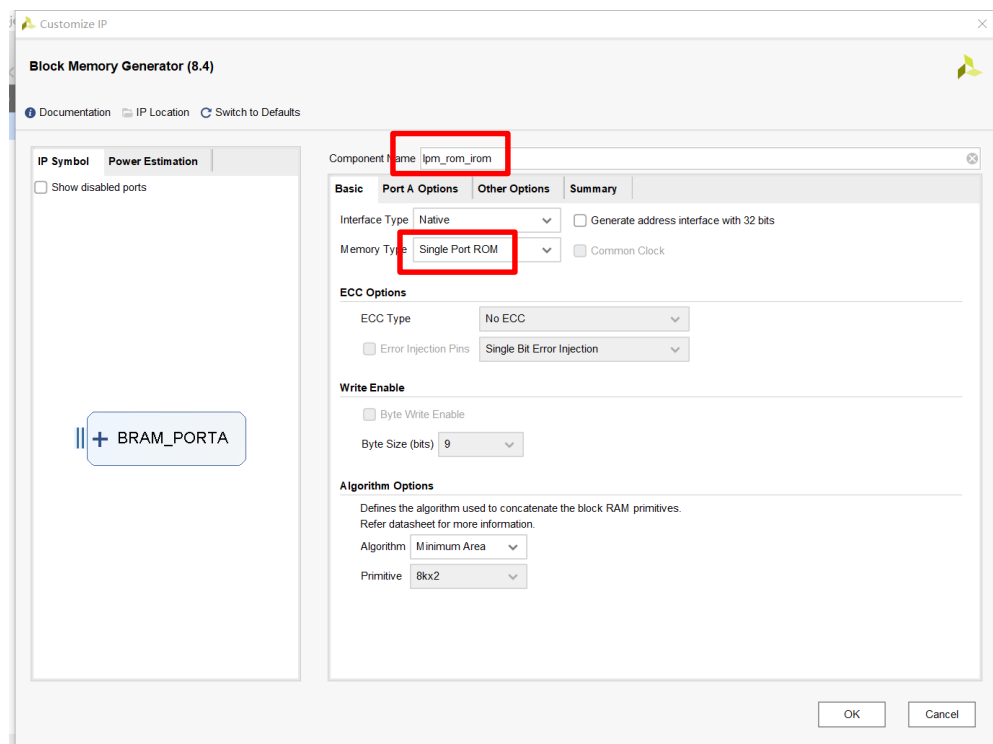 Customize IP
Block Memory Generator (8.4)
Documentation IP Location Switch to Defaults
IP Symbol Power Estimation
Show disabled ports
BRAM_PORTA
Component Name lpm_rom_irom
Basic Port A Options Other Options Summary
Interface Type Native Generate address interface with 32 bits
Memory Type Single Port ROM Common Clock
ECC Options
ECC Type No ECC
Error Injection Pins Single Bit Error Injection
Write Enable
Byte Write Enable
Byte Size (bits) 9
Algorithm Options
Defines the algorithm used to concatenate the block RAM primitives.
Refer datasheet for more information.
Algorithm Minimum Area
Primitive 8kx2
OK Cancel